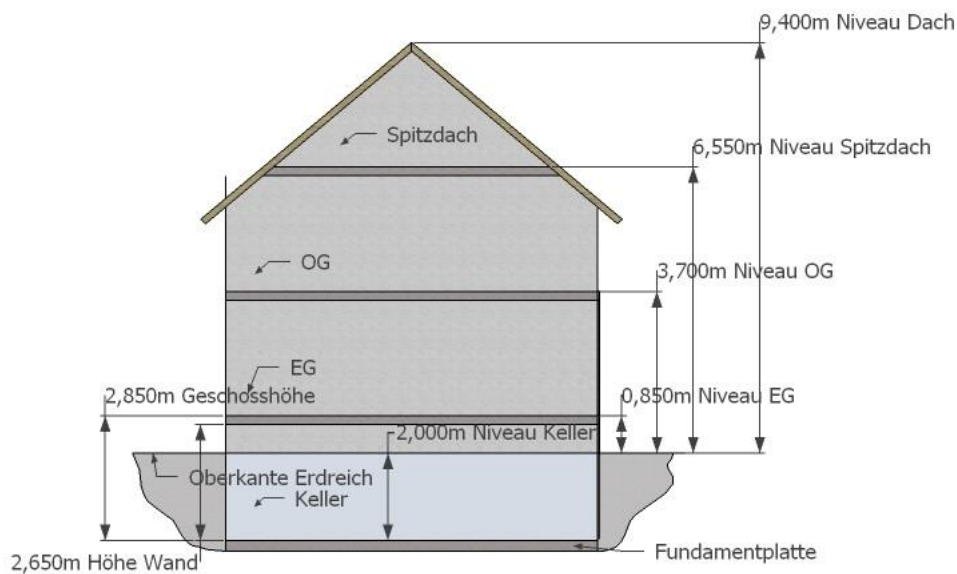 9,400m Niveau Dach
Spitzdach
6,550m Niveau Spitzdach
OG
3,700m Niveau OG
EG
2,850m Geschosshöhe
0,850m Niveau EG
-2,000m Niveau Keller
Oberkante Erdreich
Keller
2,650m Höhe Wand
Fundamentplatte